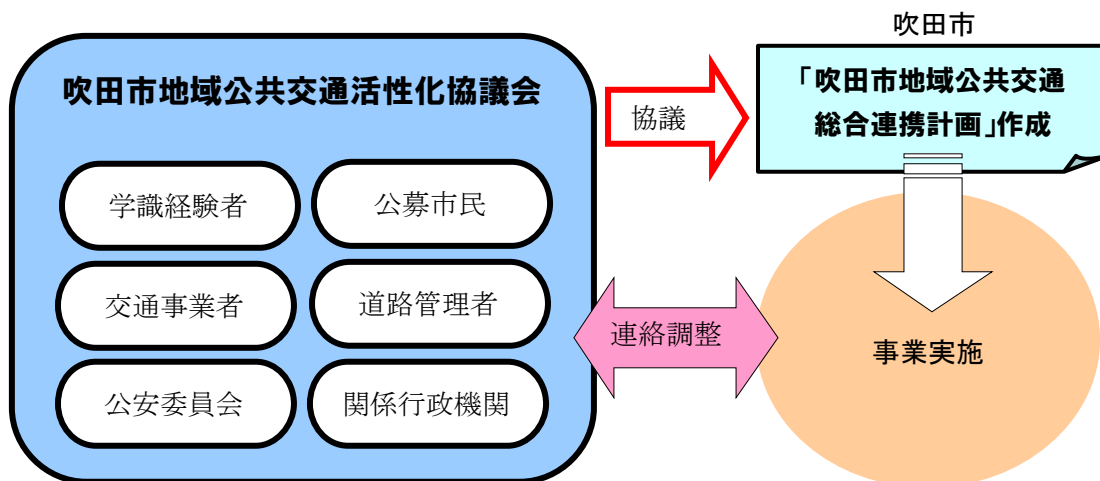 吹田市地域公共交通活性化協議会
学識経験者
公募市民
交通事業者
道路管理者
公安委員会
関係行政機関
協議
連絡調整
吹田市
「吹田市地域公共交通
総合連携計画」作成
事業実施